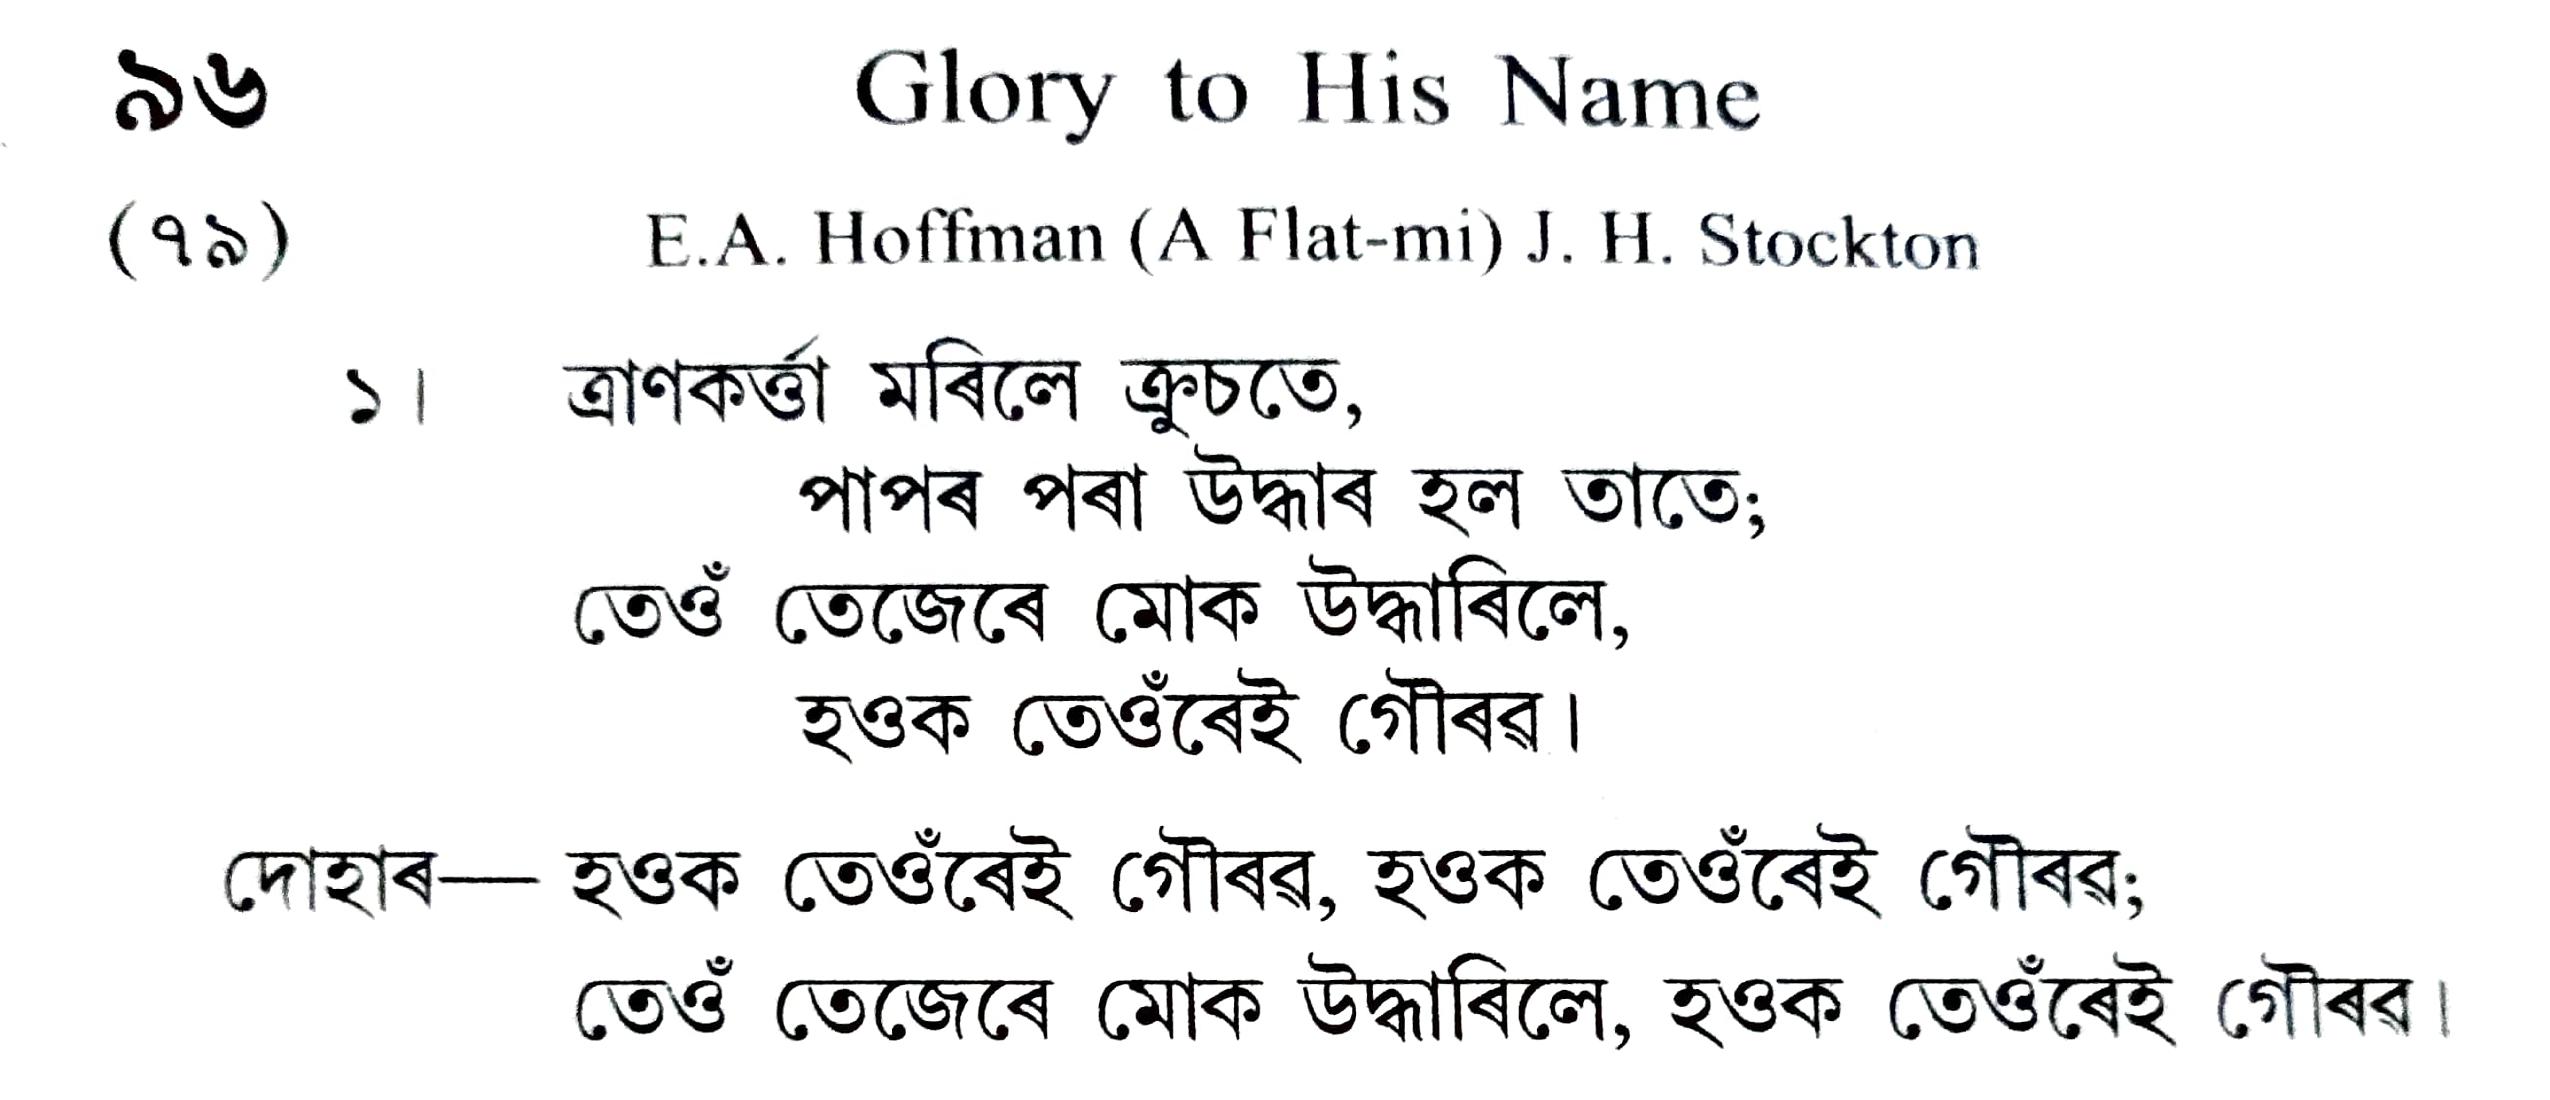 ৯৬ Glory to His Name
(৭৯) E.A. Hoffman (A Flat-mi) J. H. Stockton
১। ত্ৰাণকৰ্ত্তা মৰিলে ক্ৰুচতে,
পাপৰ পৰা উদ্ধাৰ হল তাতে;
তেওঁ তেজেৰে মোক উদ্ধাৰিলে,
হওক তেওঁৰেই গৌৰৱ।
দোহাৰ— হওক তেওঁৰেই গৌৰৱ, হওক তেওঁৰেই গৌৰৱ;
তেওঁ তেজেৰে মোক উদ্ধাৰিলে, হওক তেওঁৰেই গৌৰৱ।